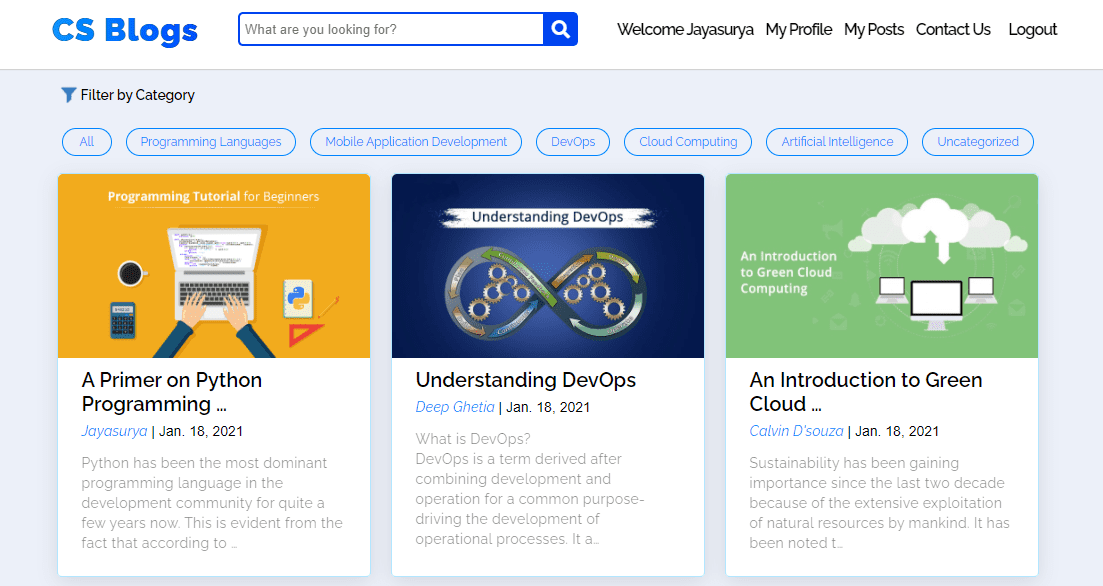 CS Blogs
What are you looking for?
Welcome Jayasurya My Profile My Posts Contact Us Logout
Filter by Category
All Programming Languages Mobile Application Development DevOps Cloud Computing Artificial Intelligence Uncategorized
Programming Tutorial for Beginners
A Primer on Python
Programming ...
Jayasurya | Jan. 18, 2021
Python has been the most dominant
programming language in the
development community for quite a
few years now. This is evident from the
fact that according to ...
Understanding DevOps
Understanding DevOps
Deep Ghetia | Jan. 18, 2021
What is DevOps?
DevOps is a term derived after
combining development and
operation for a common purpose-
driving the development of
operational processes. It a...
An Introduction
to Green Cloud
Computing
An Introduction to Green
Cloud ...
Calvin D'souza | Jan. 18, 2021
Sustainability has been gaining
importance since the last two decade
because of the extensive exploitation
of natural resources by mankind. It has
been noted t...